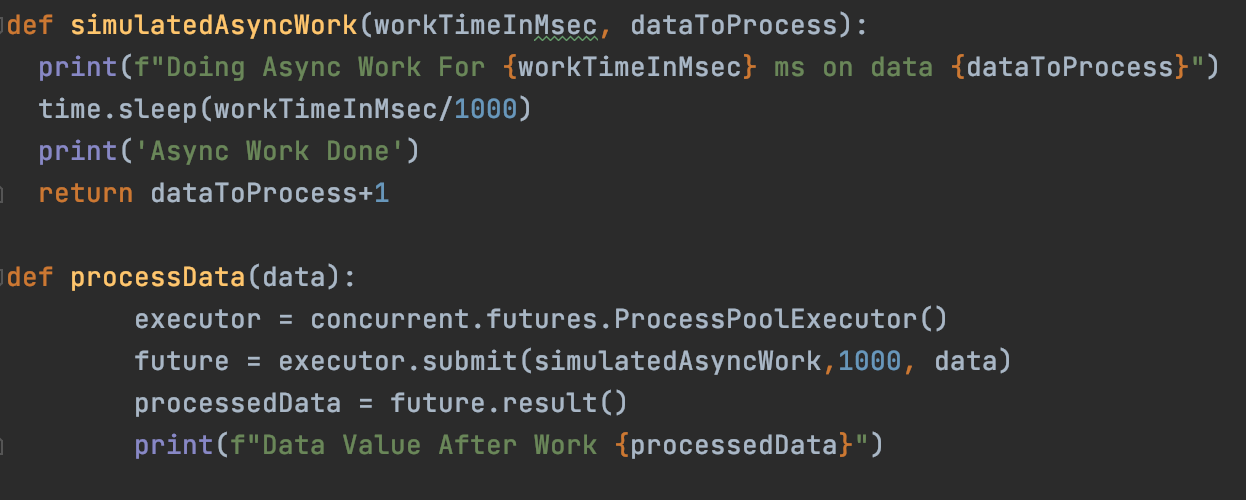 def simulatedAsyncWork(workTimeInMsec, dataToProcess):
  print(f"Doing Async Work For {workTimeInMsec} ms on data {dataToProcess}")
  time.sleep(workTimeInMsec/1000)
  print('Async Work Done')
  return dataToProcess+1

def processData(data):
        executor = concurrent.futures.ProcessPoolExecutor()
        future = executor.submit(simulatedAsyncWork,1000, data)
        processedData = future.result()
        print(f"Data Value After Work {processedData}")